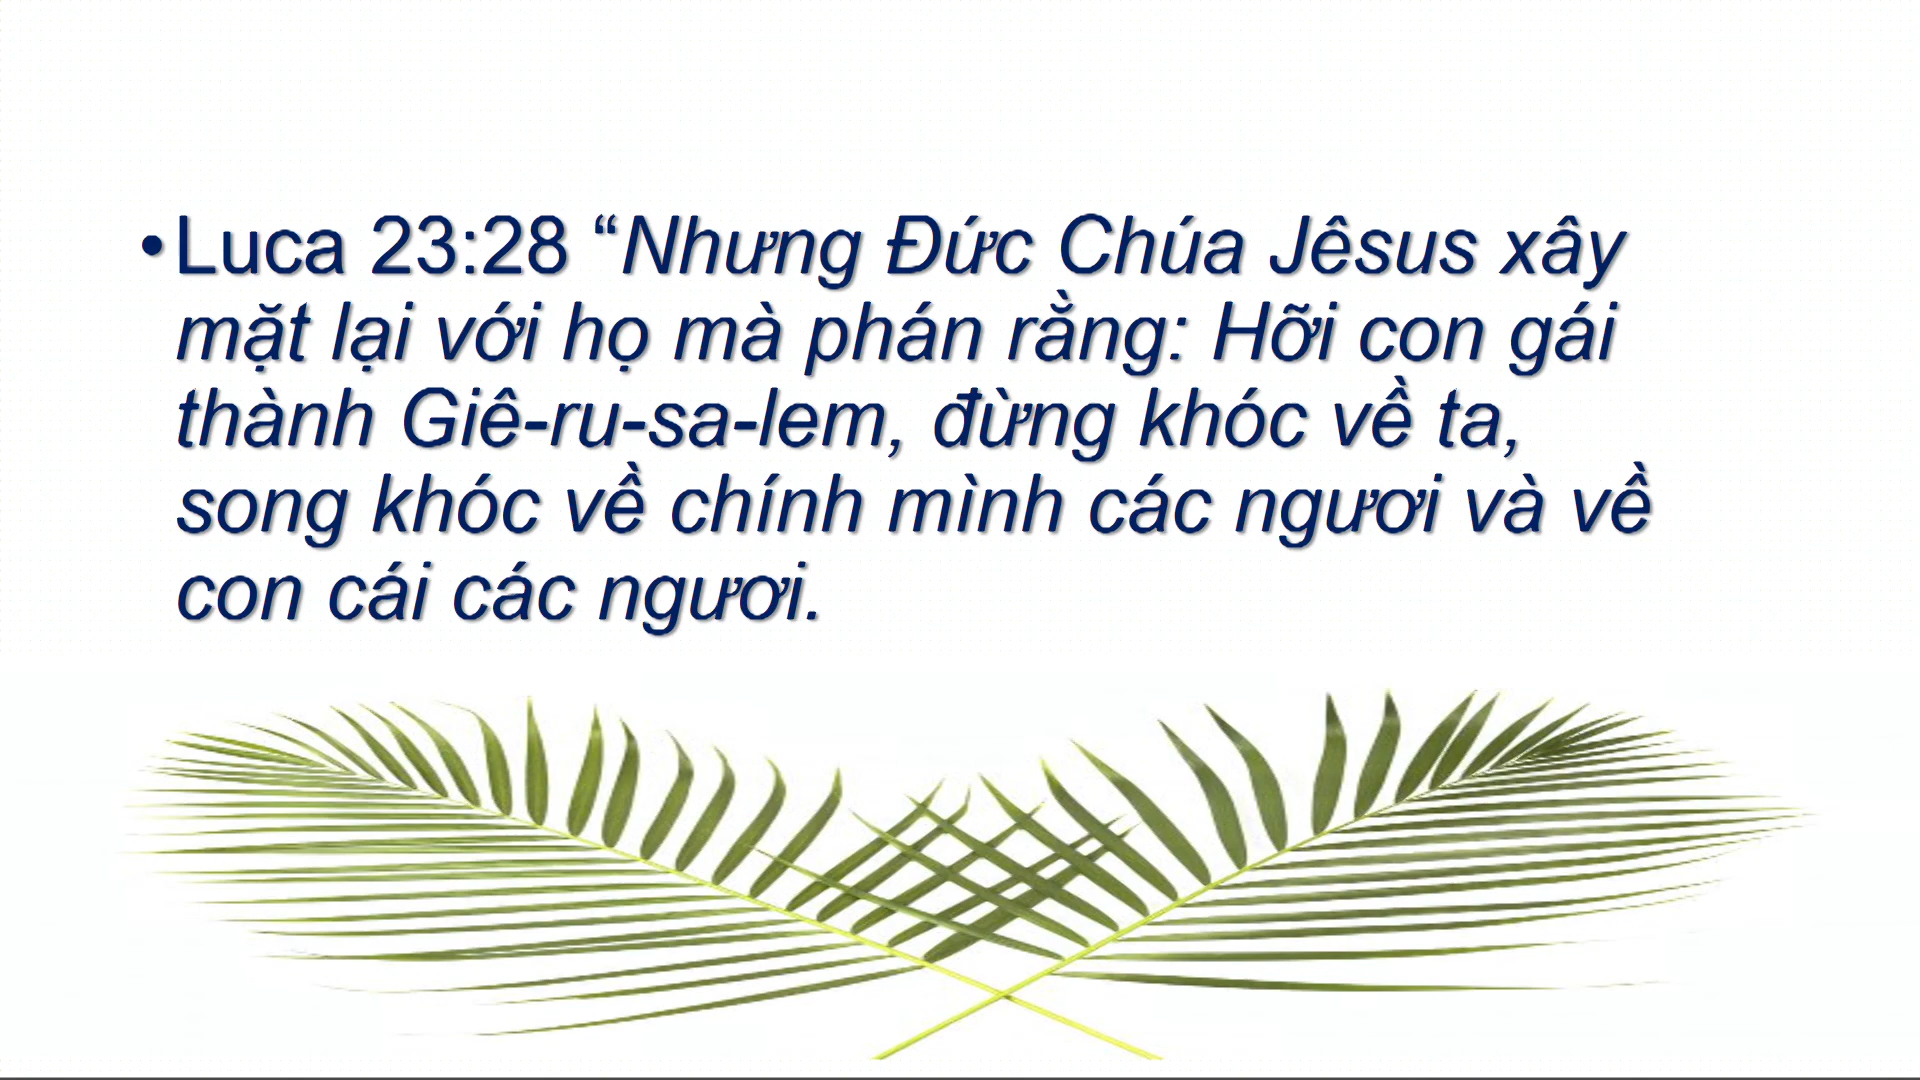 •Luca 23:28 “Nhưng Đức Chúa Jêsus xây
mặt lại với họ mà phán rằng: Hỡi con gái
thành Giê-ru-sa-lem, đừng khóc về ta,
song khóc về chính mình các ngươi và về
con cái các ngươi.